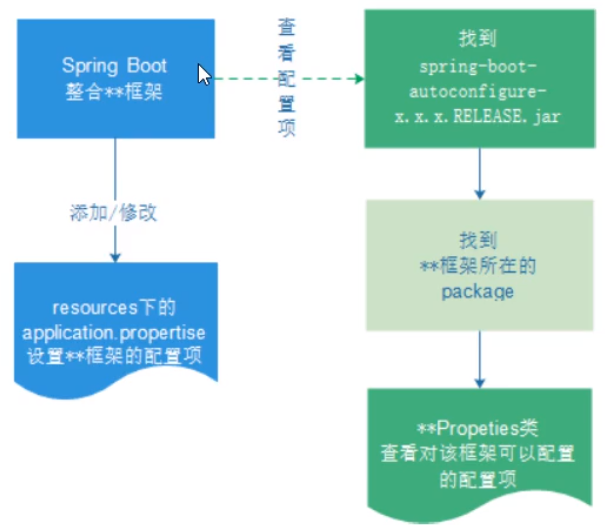 Spring Boot
整合**框架
查看配置项
找到
spring-boot-
autoconfigure-
x.x.x.RELEASE.jar
添加/修改
找到
**框架所在的
package
resources下的
application.propertise
设置**框架的配置项
**Propeties类
查看对该框架可以配置
的配置项